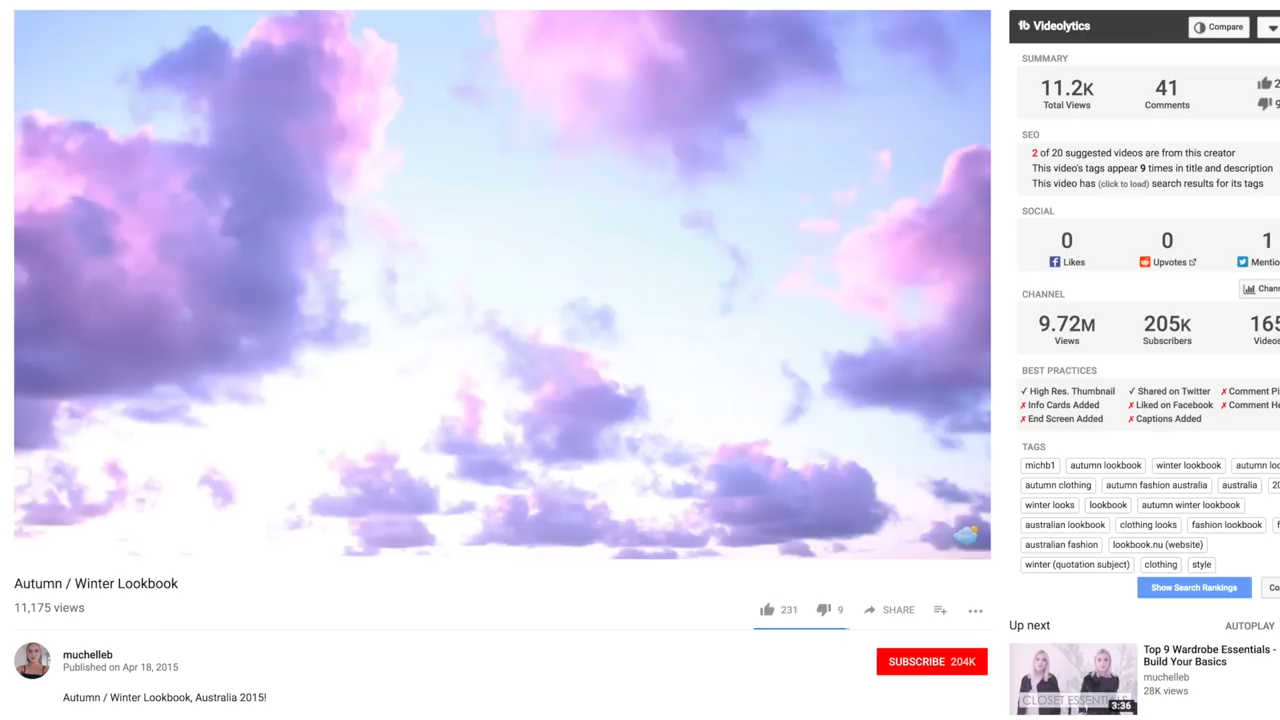 Autumn / Winter Lookbook
11,175 views
231
9
SHARE
muchelleb
Published on Apr 18, 2015
SUBSCRIBE 204K
Autumn / Winter Lookbook, Australia 2015!
Videolytics
Compare
SUMMARY
11.2K 41
Total Views Comments
SEO
2 of 20 suggested videos are from this creator
This video's tags appear 9 times in title and description
This video has (click to load) search results for its tags
SOCIAL
0 0 1
Likes Upvotes
CHANNEL
9.72M 205K 165
Views Subscribers Videos
BEST PRACTICES
✓ High Res. Thumbnail ✓ Shared on Twitter ✗ Comment
✗ Info Cards Added ✗ Liked on Facebook ✗ Comment
✗ End Screen Added ✗ Captions Added
TAGS
michb1 autumn lookbook winter lookbook autumn
autumn clothing autumn fashion australia australia
winter looks lookbook autumn winter lookbook
australian lookbook clothing looks fashion lookbook
australian fashion lookbook.nu (website)
winter (quotation subject) clothing style
Show Search Rankings
Up next AUTOPLAY
CLOSET ESSENTIALS
3:36
Top 9 Wardrobe Essentials -
Build Your Basics
muchelleb
28K views